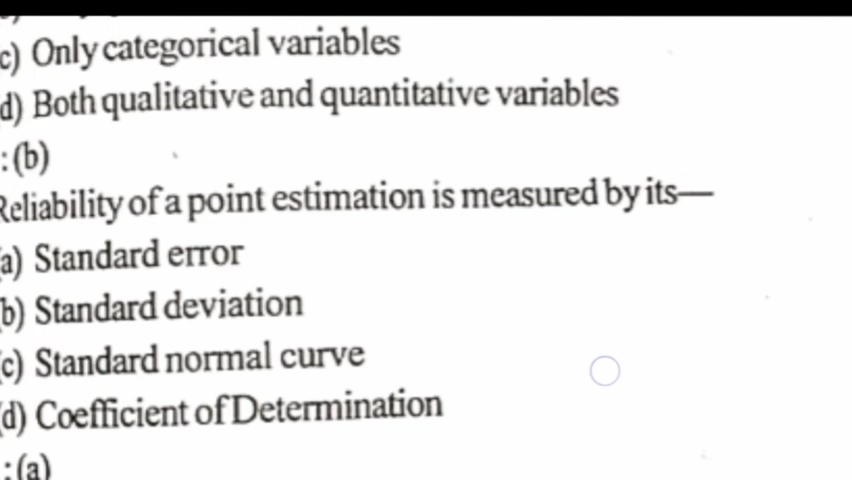 c) Only categorical variables
d) Both qualitative and quantitative variables
: (b)
Reliability of a point estimation is measured by its—
a) Standard error
b) Standard deviation
(c) Standard normal curve
(d) Coefficient of Determination
: (a)